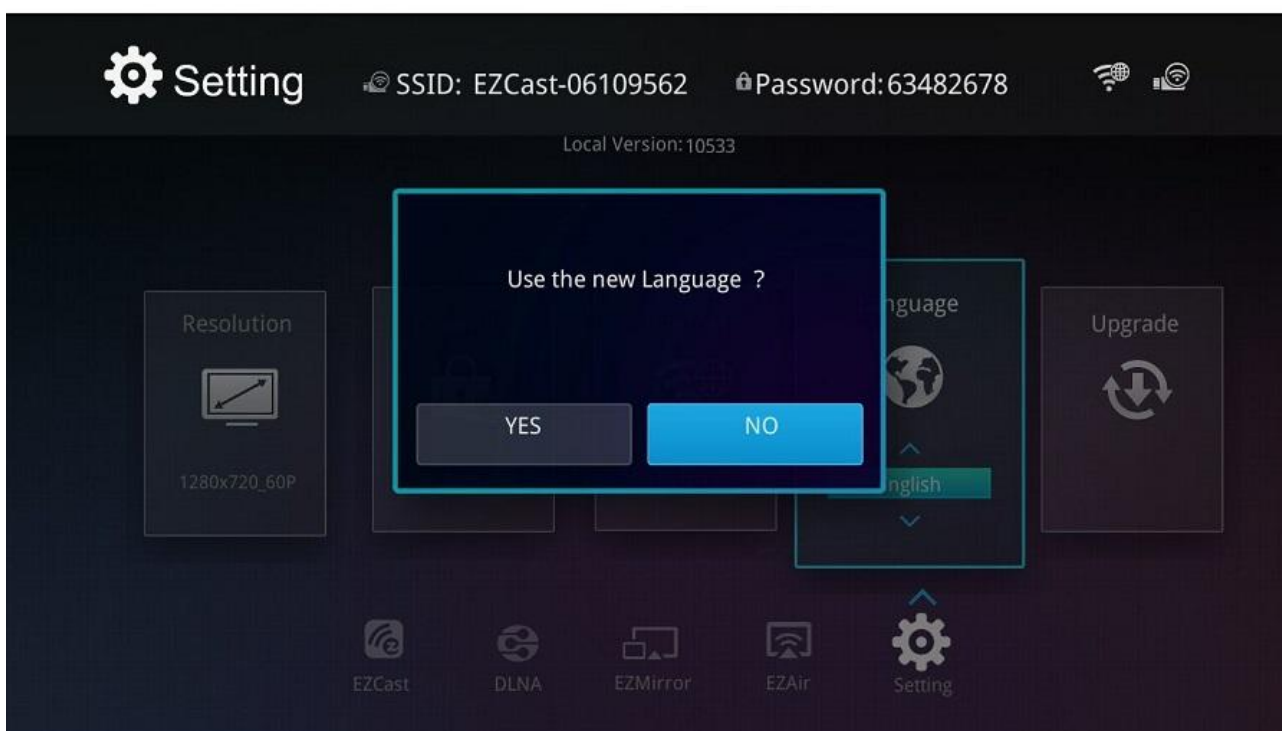 Setting SSID: EZCast-06109562 Password:63482678
Local Version:10533
Use the new Language ?
YES NO
Resolution
1280x720_60P
nguage
nglish
Upgrade
EZCast DLNA EZMirror EZAir Setting